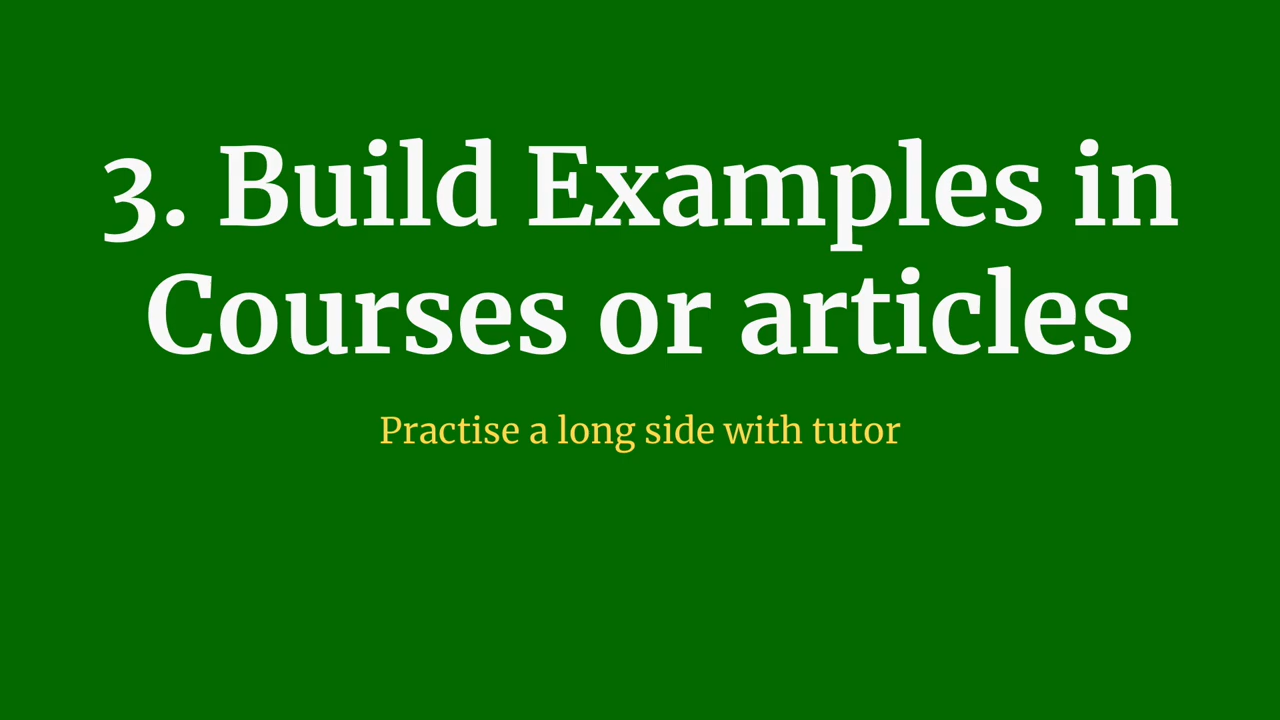 3. Build Examples in
Courses or articles
Practise a long side with tutor